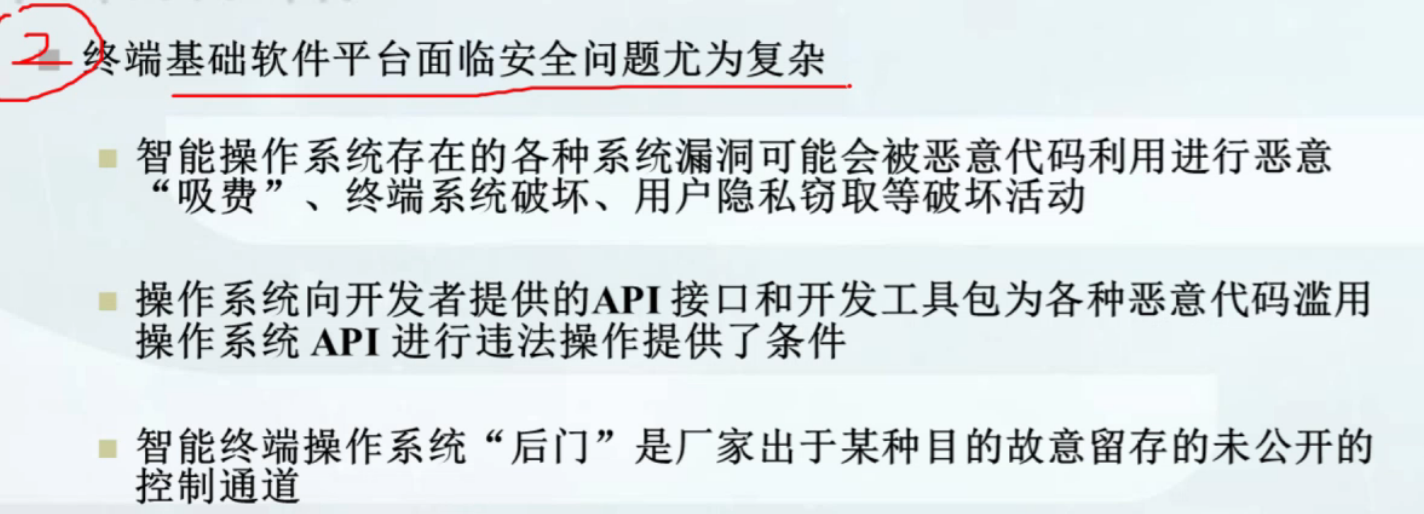 2 终端基础软件平台面临安全问题尤为复杂
智能操作系统存在的各种系统漏洞可能会被恶意代码利用进行恶意
“吸费”、终端系统破坏、用户隐私窃取等破坏活动
操作系统向开发者提供的API 接口和开发工具包为各种恶意代码滥用
操作系统 API 进行违法操作提供了条件
智能终端操作系统“后门”是厂家出于某种目的故意留存的未公开的
控制通道